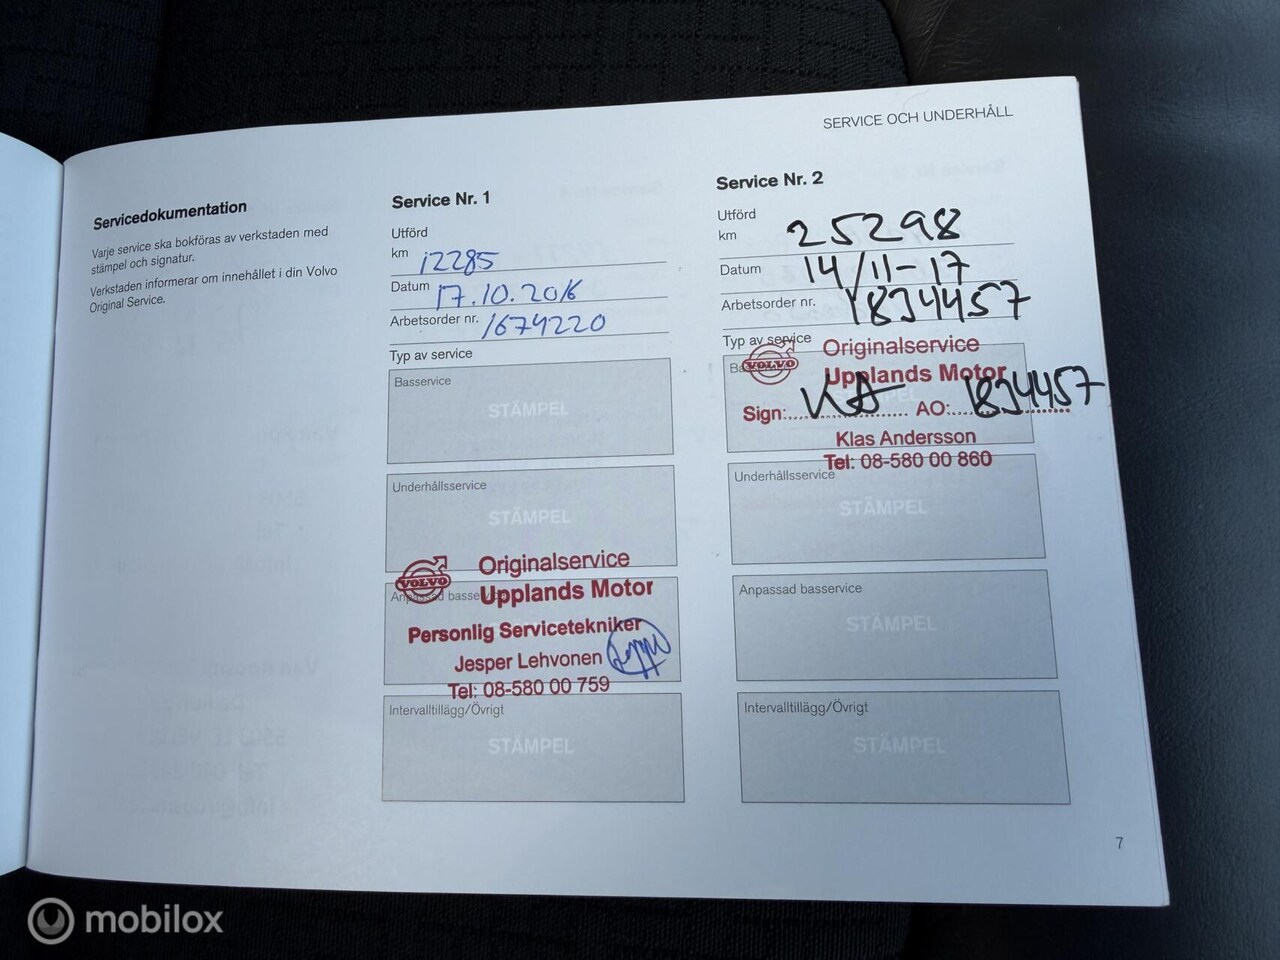 SERVICE OCH UNDERHÅLL
Servicedokumentation
Varje service ska bokföras av verkstaden med
stämpel och signatur.
Verkstaden informerar om innehållet i din Volvo
Original Service.
Service Nr. 1
Utförd
km 12285
Datum 17.10.2016
Arbetsorder nr. 1674220
Typ av service
Basservice
STÄMPEL
Underhållsservice
STÄMPEL
VOLVO
Originalservice
Anpassad basservice
Upplands Motor
Personlig Servicetekniker
Jesper Lehvonen
Tel: 08-580 00 759
Intervalltillägg/Övrigt
STÄMPEL
Service Nr. 2
Utförd
km 25298
Datum 14/11-17
Arbetsorder nr. 1834457
Typ av service
VOLVO
Originalservice
Upplands Motor
Sign: KA AO: 1834457
Klas Andersson
Tel: 08-580 00 860
Underhållsservice
STÄMPEL
Anpassad basservice
STÄMPEL
Intervalltillägg/Övrigt
STÄMPEL
7
mobilox